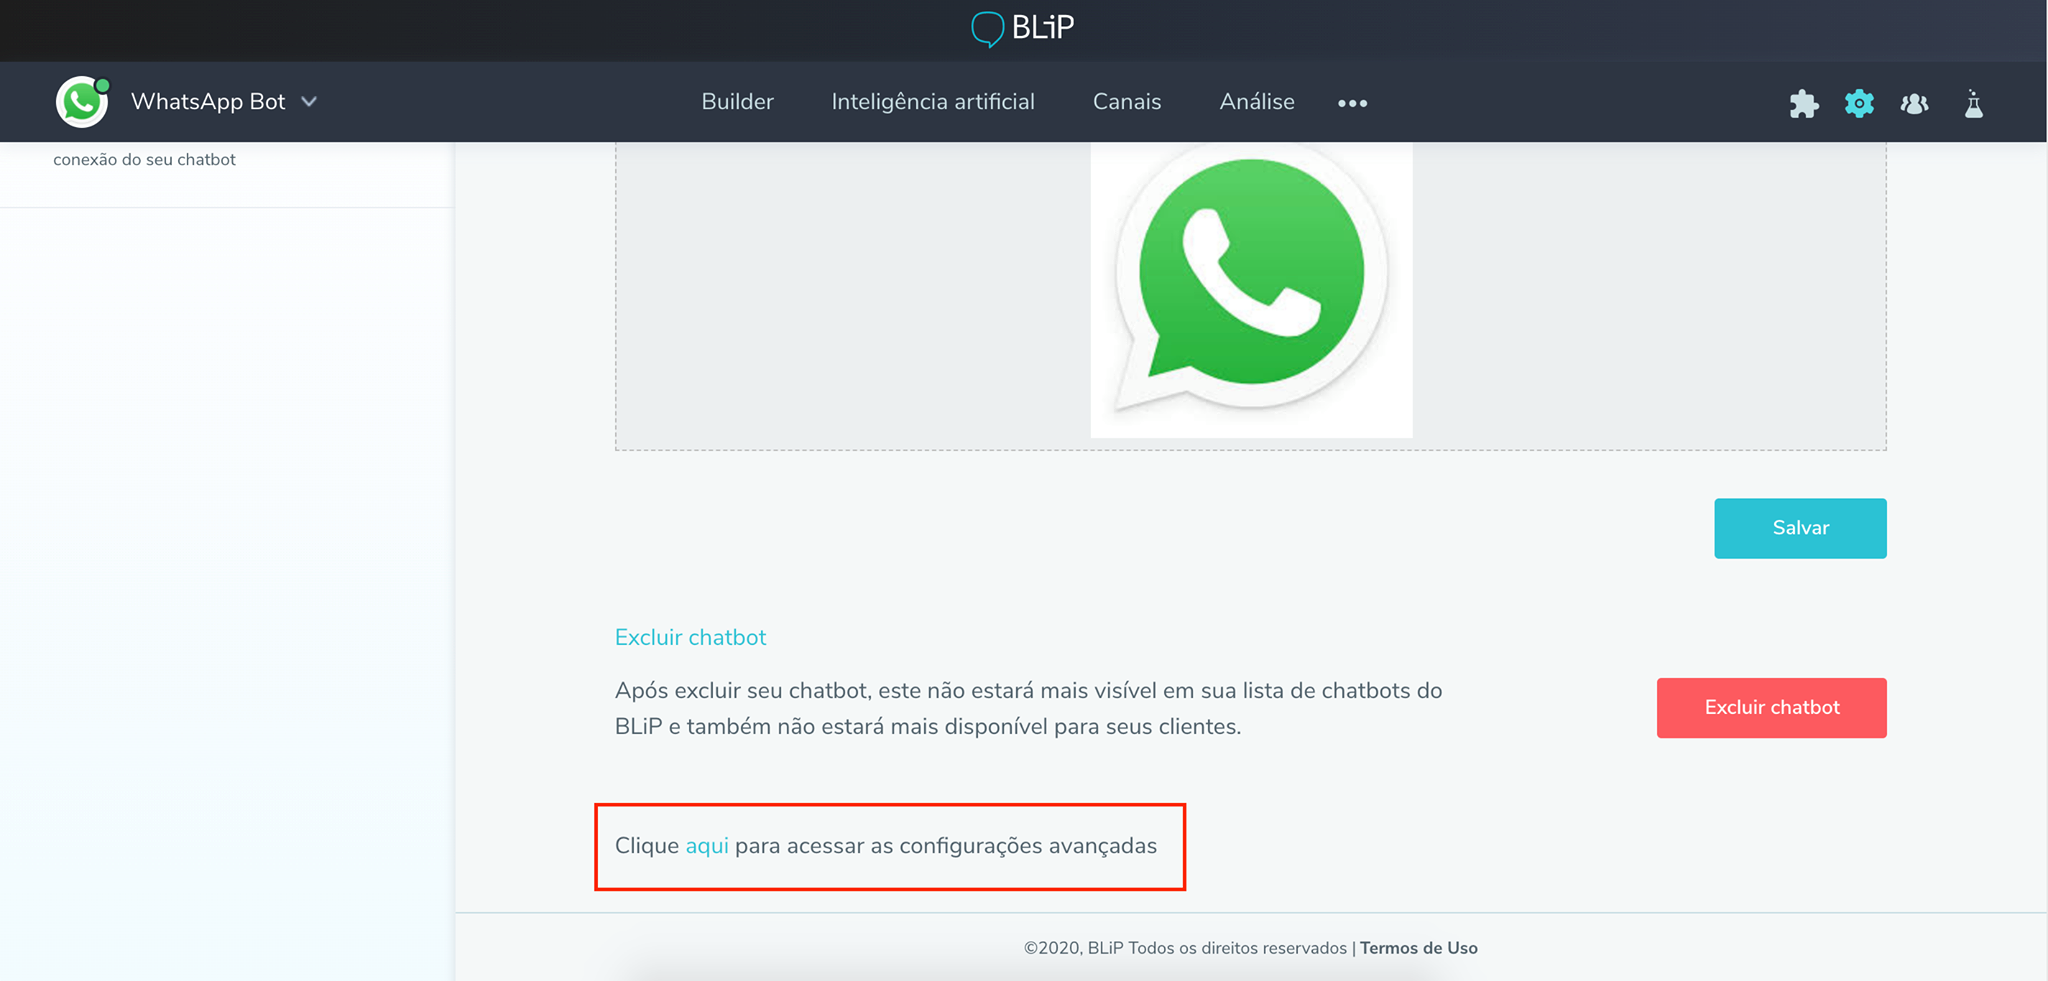 BLiP
WhatsApp Bot
Builder
Inteligência artificial
Canais
Análise
conexão do seu chatbot
Salvar
Excluir chatbot
Após excluir seu chatbot, este não estará mais visível em sua lista de chatbots do
BLiP e também não estará mais disponível para seus clientes.
Excluir chatbot
Clique aqui para acessar as configurações avançadas
©2020, BLiP Todos os direitos reservados | Termos de Uso